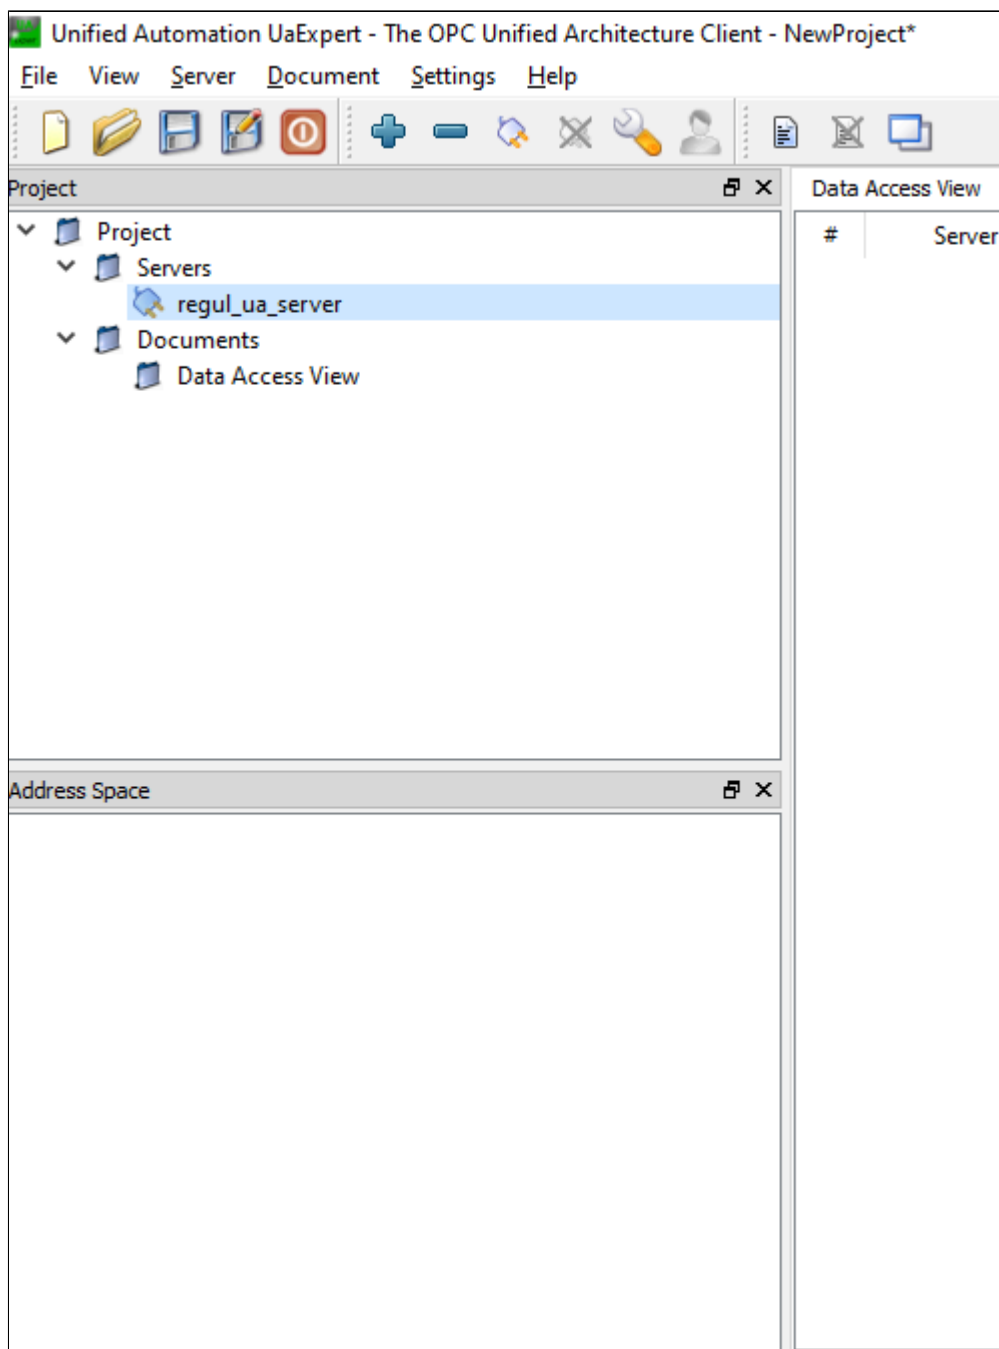 Unified Automation UaExpert - The OPC Unified Architecture Client - NewProject*
File View Server Document Settings Help
Project
Data Access View
# Server
Project
Servers
regul_ua_server
Documents
Data Access View
Address Space